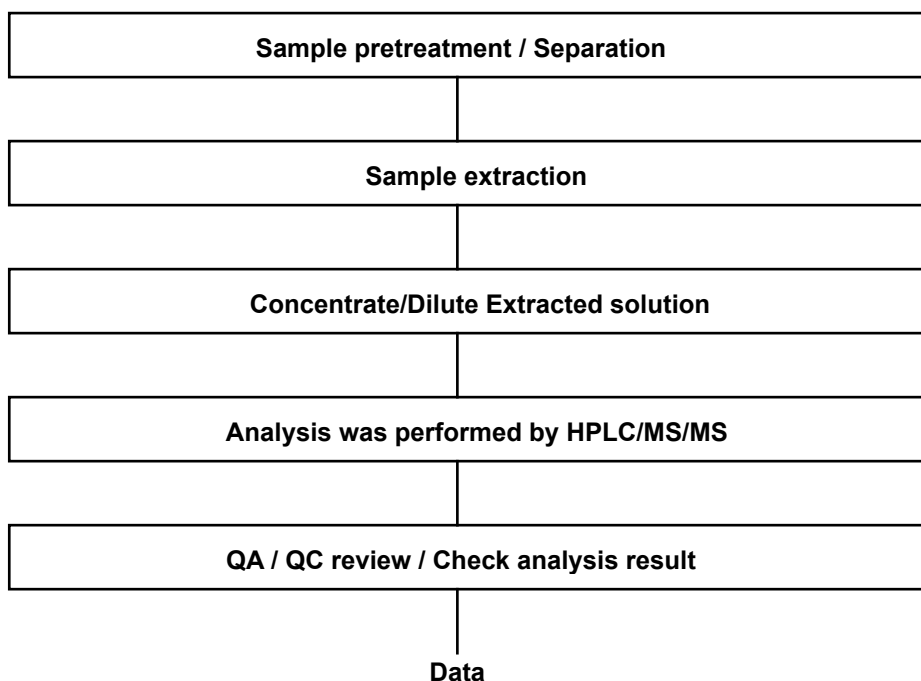 Sample pretreatment / Separation
Sample extraction
Concentrate/Dilute Extracted solution
Analysis was performed by HPLC/MS/MS
QA / QC review / Check analysis result
Data